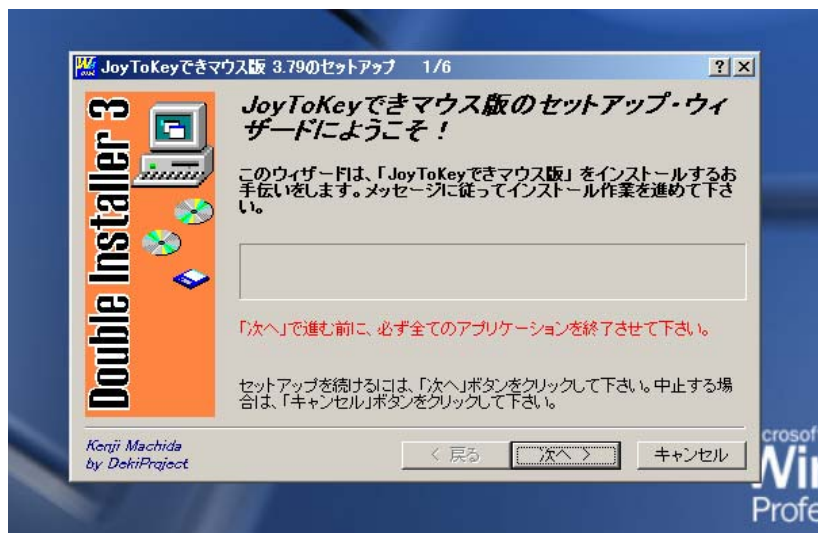 JoyToKeyできマウス版 3.79のセットアップ 1/6
Double Installer 3
JoyToKeyできマウス版のセットアップ・ウィ
ザードにようこそ！
このウィザードは、「JoyToKeyできマウス版」をインストールするお
手伝いをします。メッセージに従ってインストール作業を進めて下さ
い。
「次へ」で進む前に、必ず全てのアプリケーションを終了させて下さい。
セットアップを続けるには、「次へ」ボタンをクリックして下さい。中止する場
合は、「キャンセル」ボタンをクリックして下さい。
Kenji Machida
by DekiProject
< 戻る
次へ >
キャンセル
crosoft
Wi
Profe